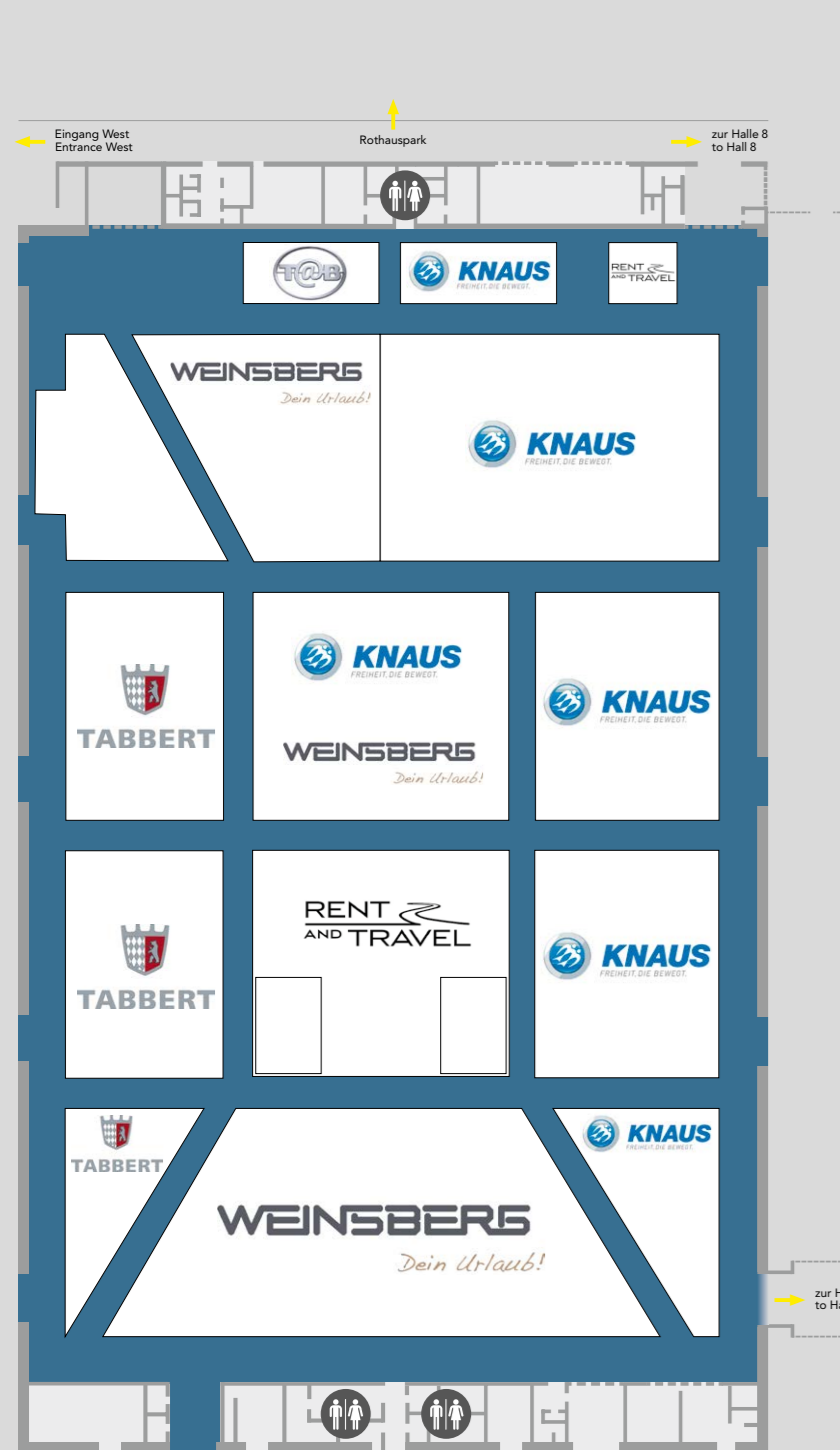 Eingang West
Entrance West
Rothauspark
zur Halle 8
to Hall 8
T@B
KNAUS
FREIHEIT. DIE BEWEGT.
RENT
AND TRAVEL
WEINSBERG
Dein Urlaub!
KNAUS
FREIHEIT. DIE BEWEGT.
TABBERT
KNAUS
FREIHEIT. DIE BEWEGT.
WEINSBERG
Dein Urlaub!
KNAUS
FREIHEIT. DIE BEWEGT.
TABBERT
RENT
AND TRAVEL
KNAUS
FREIHEIT. DIE BEWEGT.
TABBERT
KNAUS
FREIHEIT. DIE BEWEGT.
WEINSBERG
Dein Urlaub!
zur
to